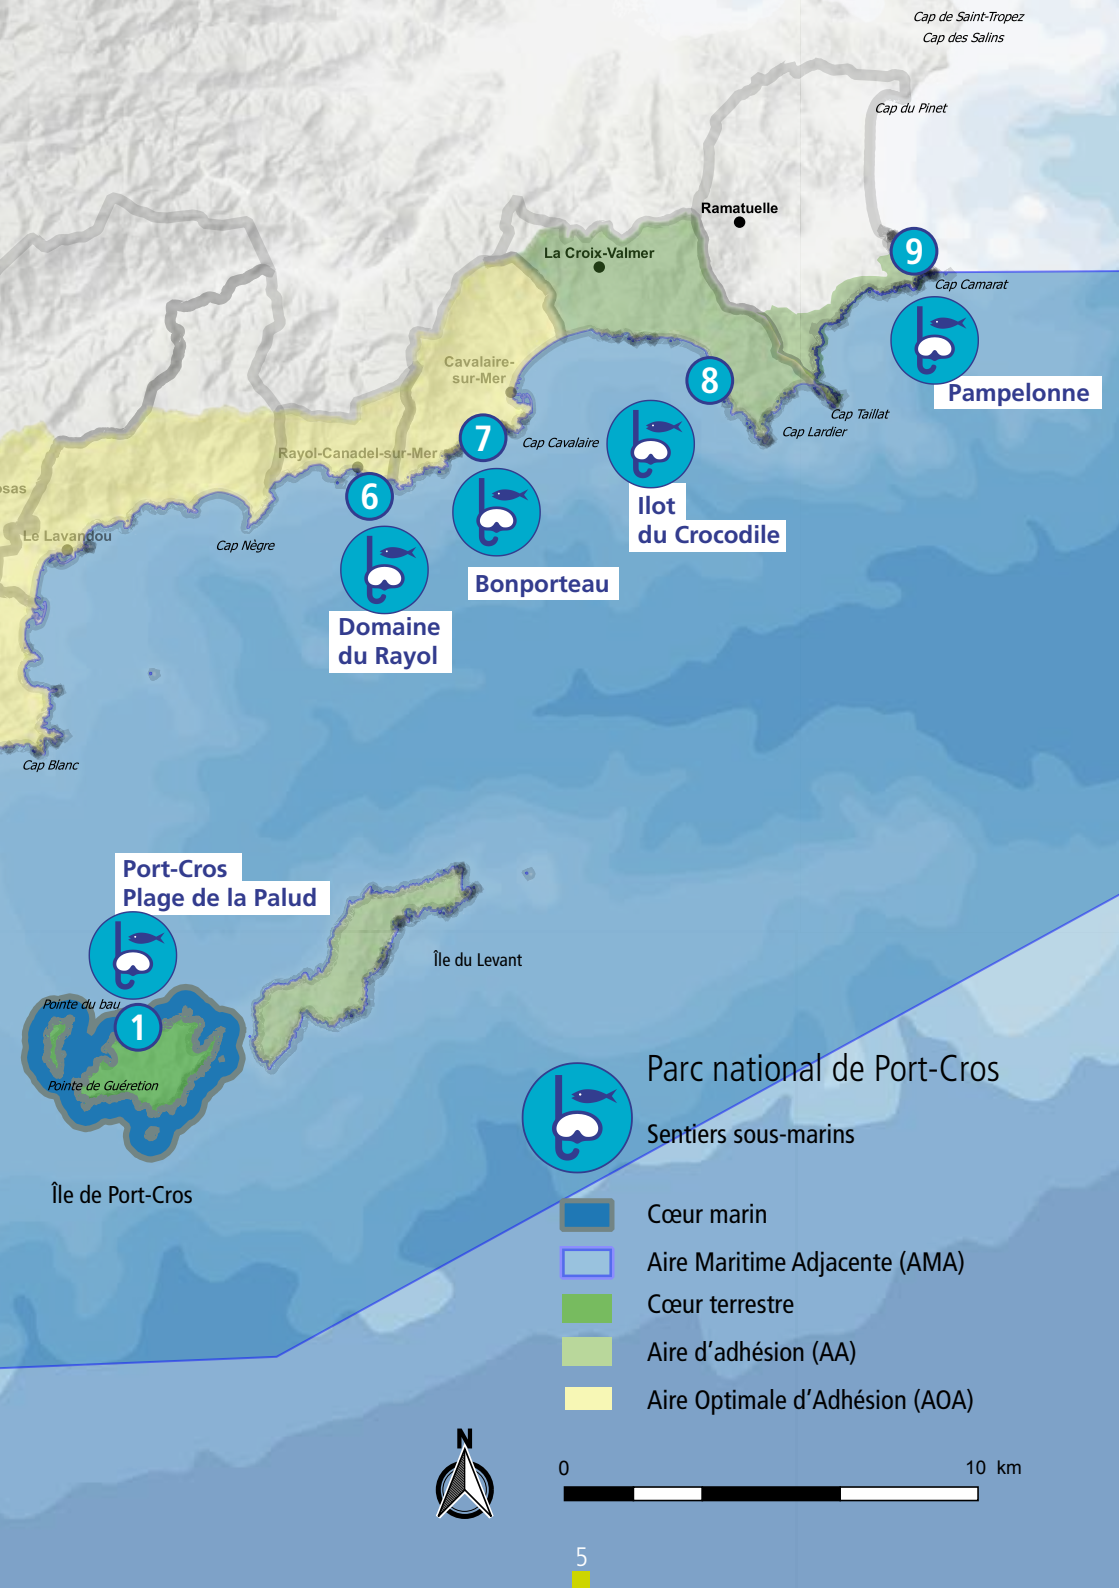 Cap de Saint-Tropez
Cap des Salins
Cap du Pinet
Ramatuelle
La Croix-Valmer
9
Cap Camarat
Pampelonne
Cavalaire-
sur-Mer
8
Cap Taillat
Cap Lardier
7
Cap Cavalaire
Rayol-Canadel-sur-Mer
6
Ilot
du Crocodile
osas
Le Lavandou
Cap Nègre
Bonporteau
Domaine
du Rayol
Cap Blanc
Port-Cros
Plage de la Palud
Île du Levant
Pointe du bau
1
Pointe de Guéretion
Île de Port-Cros
Parc national de Port-Cros
Sentiers sous-marins
Cœur marin
Aire Maritime Adjacente (AMA)
Cœur terrestre
Aire d’adhésion (AA)
Aire Optimale d’Adhésion (AOA)
N
0 10 km
5